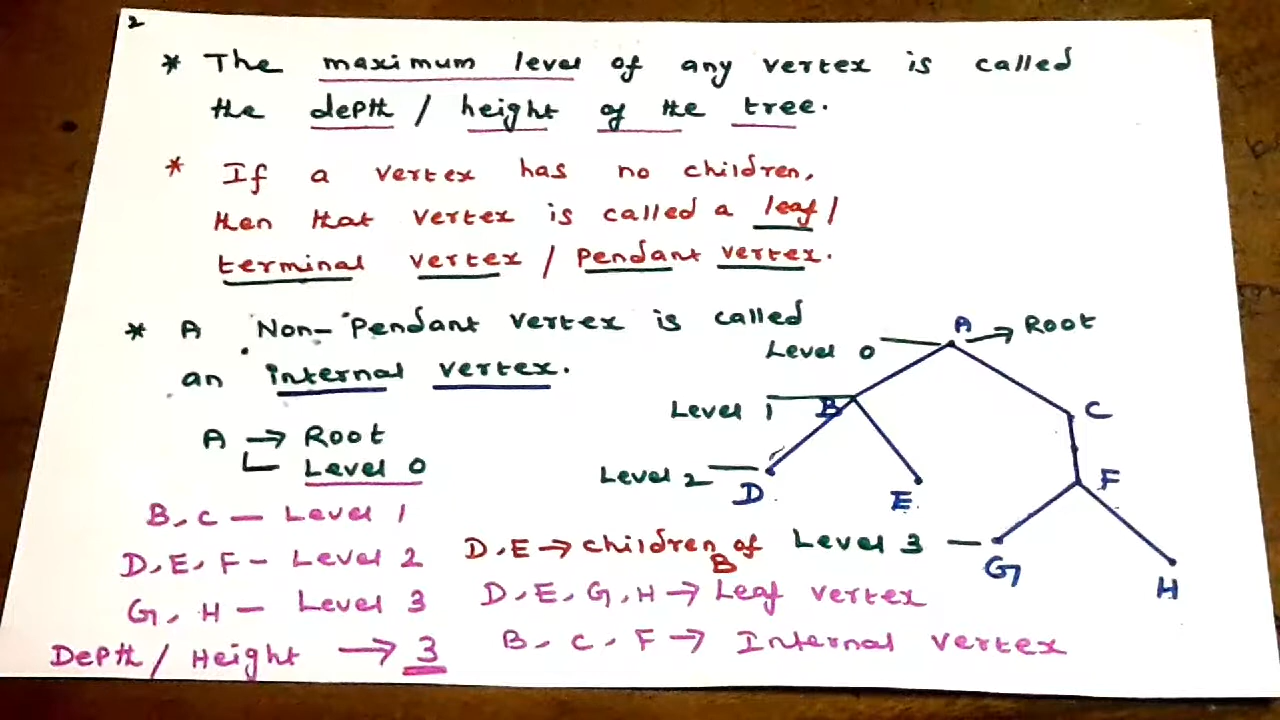 2
* The maximum level of any vertex is called
the depth / height of the tree.
* If a vertex has no children,
then that vertex is called a leaf /
terminal vertex / pendant vertex.
* A Non-Pendant vertex is called
an internal vertex.
A → Root
Level 0
B, C - Level 1
D, E, F - Level 2
G, H - Level 3
Depth / Height → 3
A → Root
Level 0
Level 1 B
C
Level 2
D
E
F
D, E → children of B
Level 3
G
H
D, E, G, H → Leaf vertex
B, C, F → Internal vertex